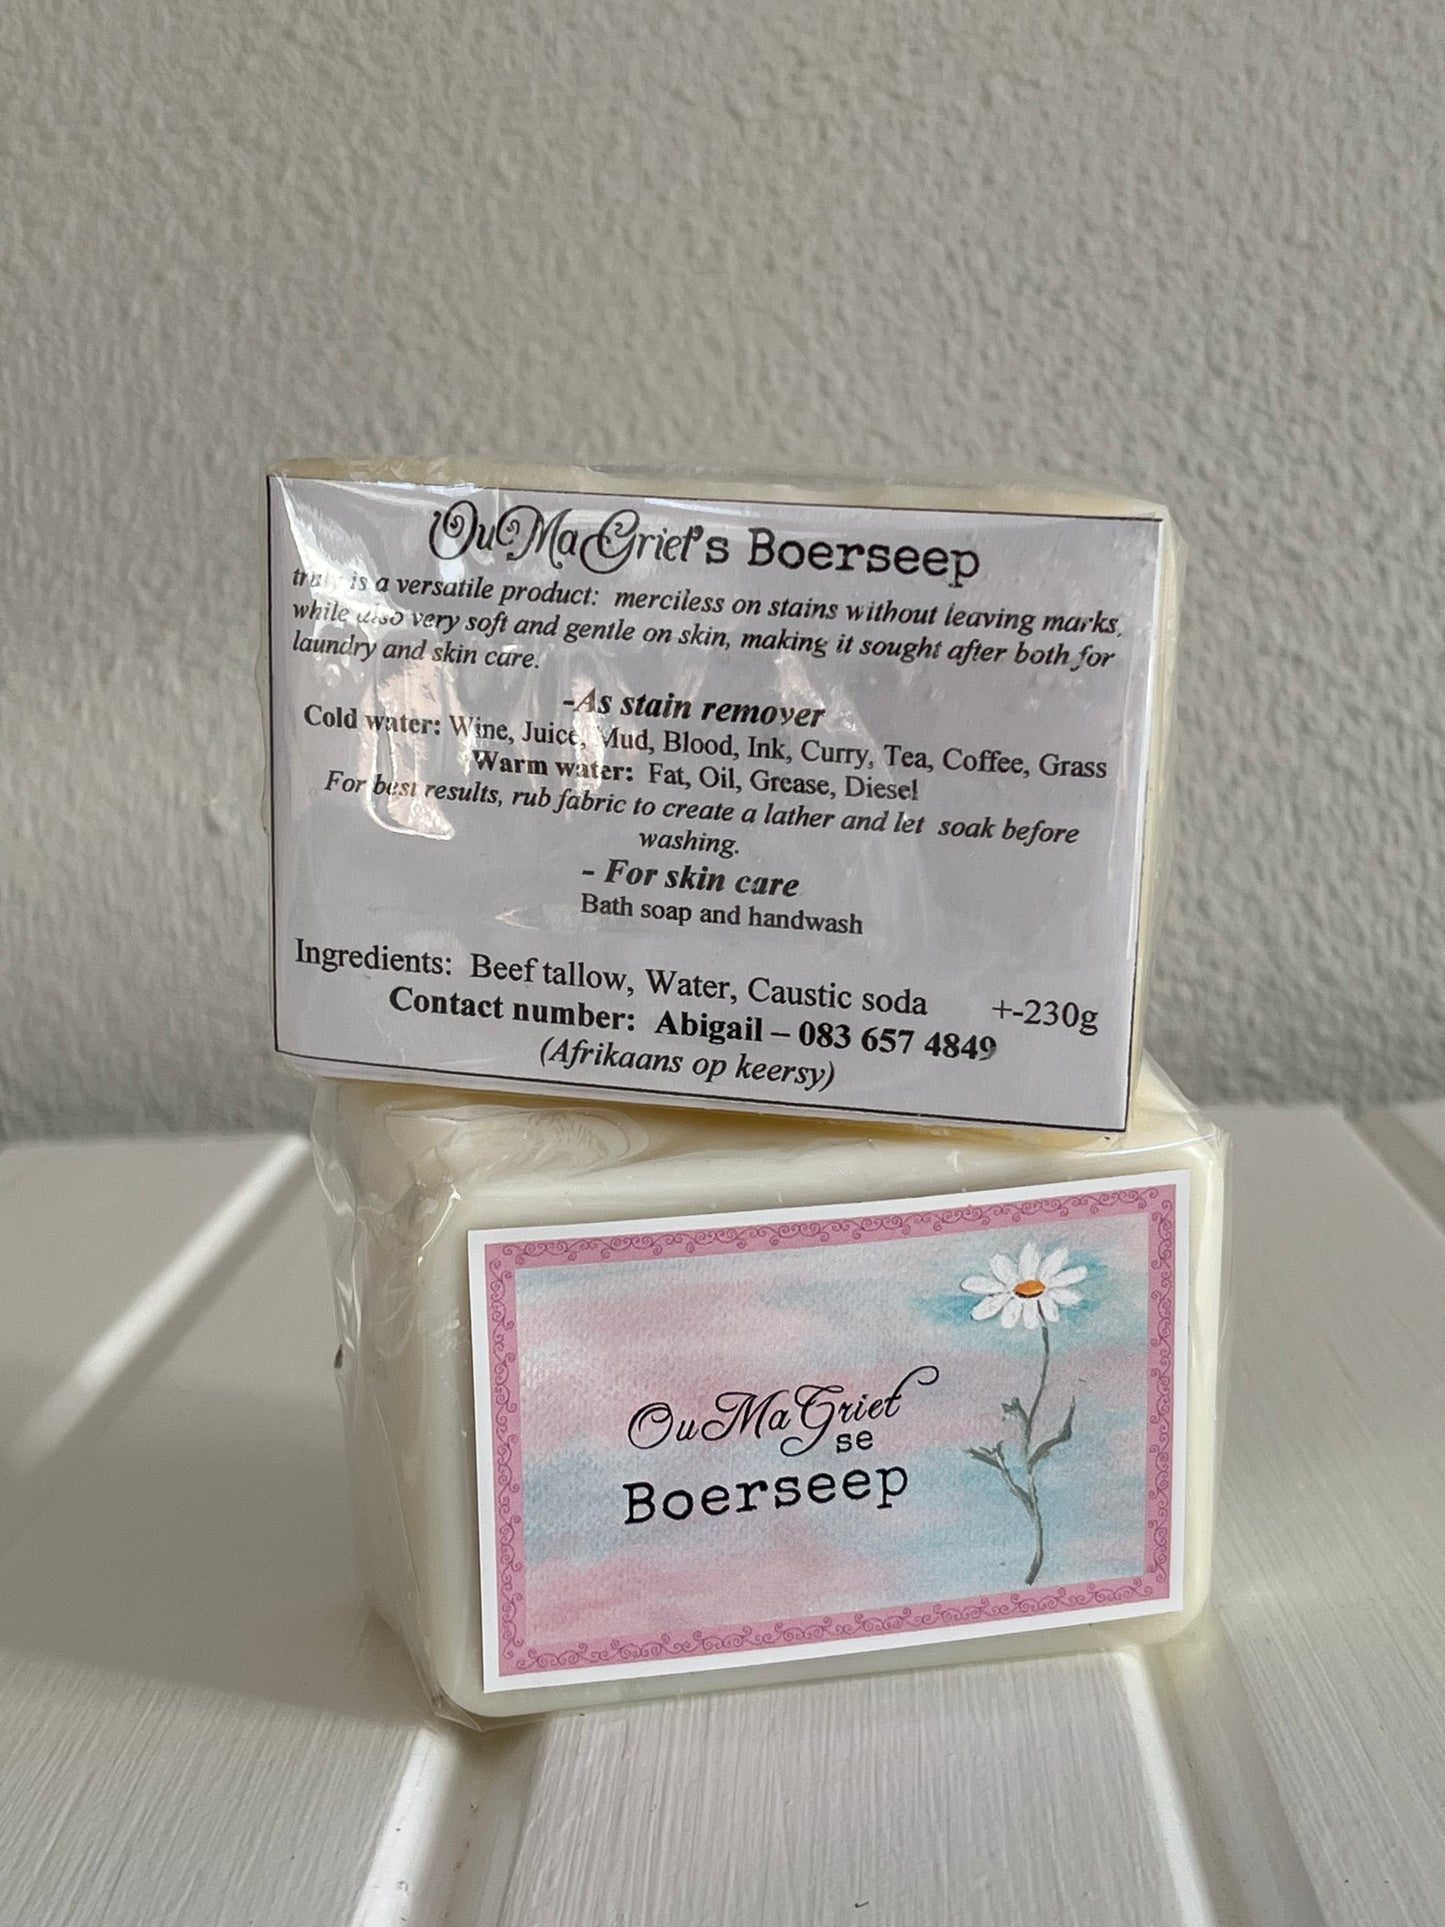 OuMaGriet's Boerseep
truly is a versatile product: merciless on stains without leaving marks,
while also very soft and gentle on skin, making it sought after both for
laundry and skin care.
-As stain remover
Cold water: Wine, Juice, Mud, Blood, Ink, Curry, Tea, Coffee, Grass
Warm water: Fat, Oil, Grease, Diesel
For best results, rub fabric to create a lather and let soak before
washing.
- For skin care
Bath soap and handwash
Ingredients: Beef tallow, Water, Caustic soda +-230g
Contact number: Abigail – 083 657 4849
(Afrikaans op keersy)
OuMaGriet
se
Boerseep